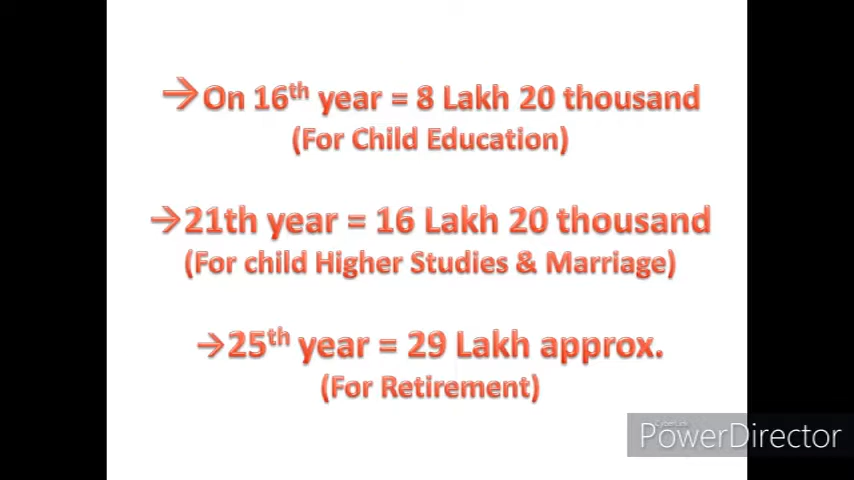 →On 16th year = 8 Lakh 20 thousand
(For Child Education)
→21th year = 16 Lakh 20 thousand
(For child Higher Studies & Marriage)
→25th year = 29 Lakh approx.
(For Retirement)
CyberLink
PowerDirector